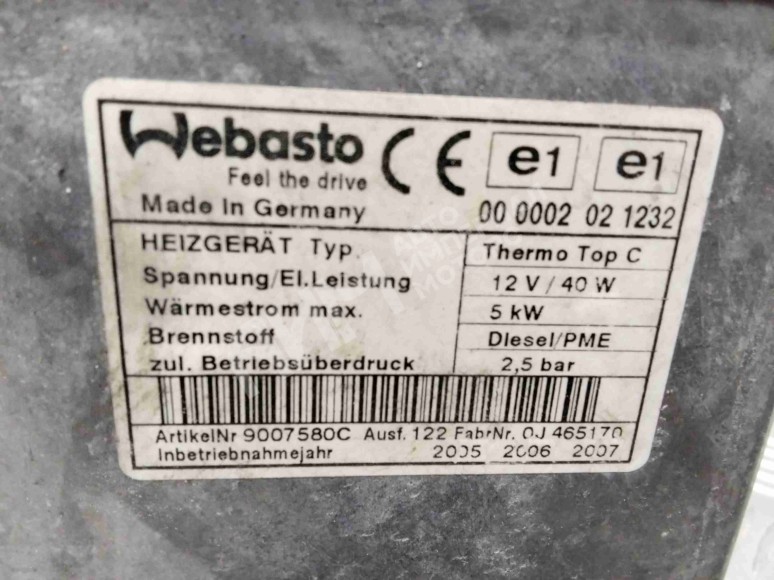 Webasto
Feel the drive
CE e1 e1
Made In Germany 00 0002 02 1232
HEIZGERÄT Typ. Thermo Top C
Spannung/El.Leistung 12 V / 40 W
Wärmestrom max. 5 kW
Brennstoff Diesel/PME
zul. Betriebsüberdruck 2,5 bar
ArtikelNr 9007580C Ausf. 122 FabrNr. 0J 465170
Inbetriebnahmejahr 2005 2006 2007